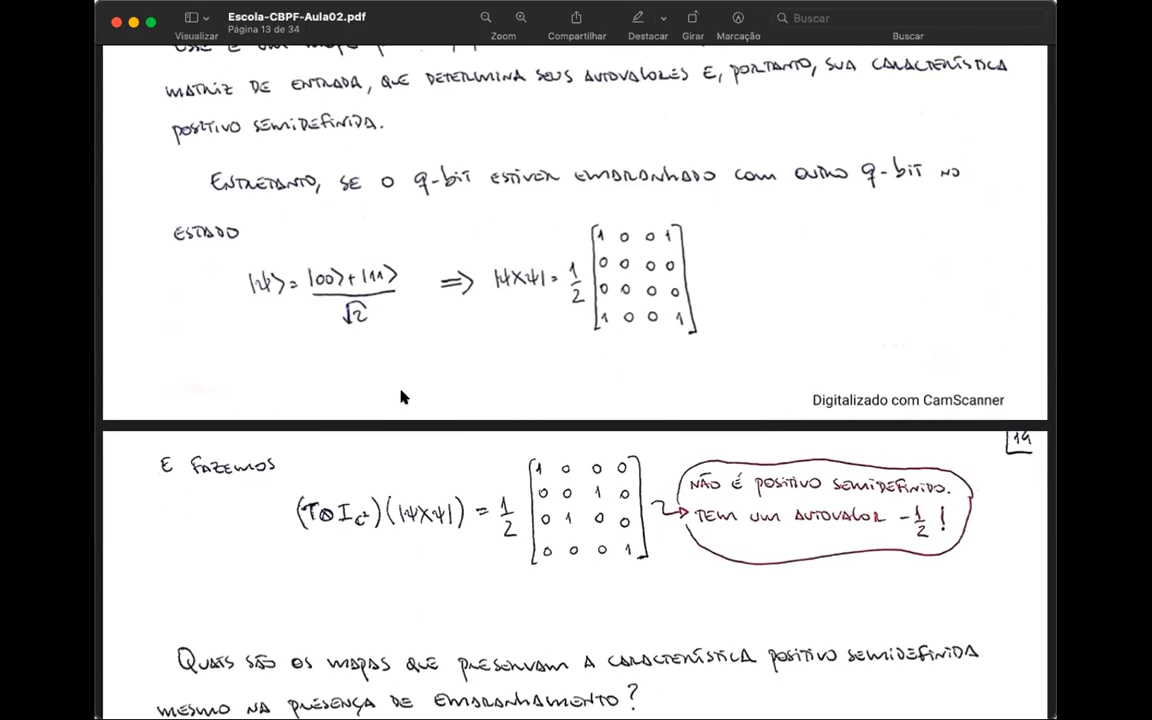 Escola-CBPF-Aula02.pdf
Página 13 de 34
Visualizar
Zoom
Compartilhar
Destacar
Girar
Marcação
Buscar
Buscar
MATRIZ DE ENTRADA, QUE DETERMINA SEUS AUTOVALORES E, PORTANTO, SUA CARACTERÍSTICA
POSITIVO SEMIDEFINIDA.
ENTRETANTO, SE O q-bit ESTIVER EMARANHADO COM OUTRO q-bit NO
ESTADO
|ψ> = |00>+|11> / √2 ⟹ |ψXψ| = 1/2 [1 0 0 1
0 0 0 0
0 0 0 0
1 0 0 1]
Digitalizado com CamScanner
E FAZEMOS
(T⊗I_C²)(|ψXψ|) = 1/2 [1 0 0 0
0 0 1 0
0 1 0 0
0 0 0 1]
NÃO É POSITIVO SEMIDEFINIDO.
TEM UM AUTOVALOR -1/2 !
QUAIS SÃO OS MAPAS QUE PRESERVAM A CARACTERÍSTICA POSITIVO SEMIDEFINIDA
MESMO NA PRESENÇA DE EMARANHAMENTO?